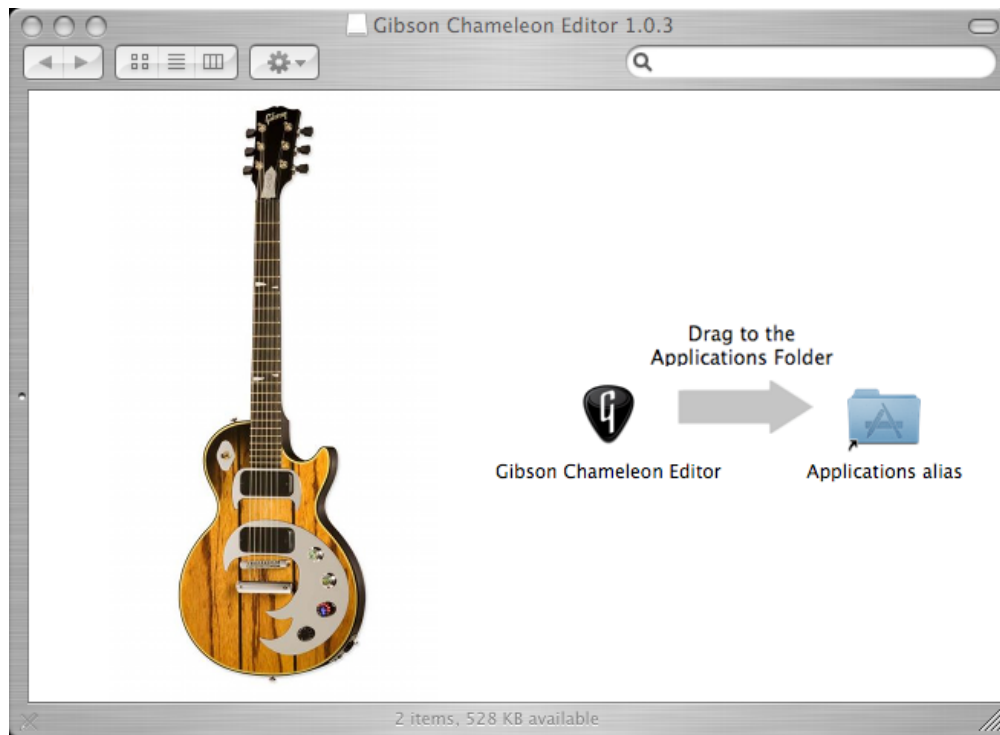 Gibson Chameleon Editor 1.0.3
Gibson
Drag to the
Applications Folder
Gibson Chameleon Editor
Applications alias
2 items, 528 KB available